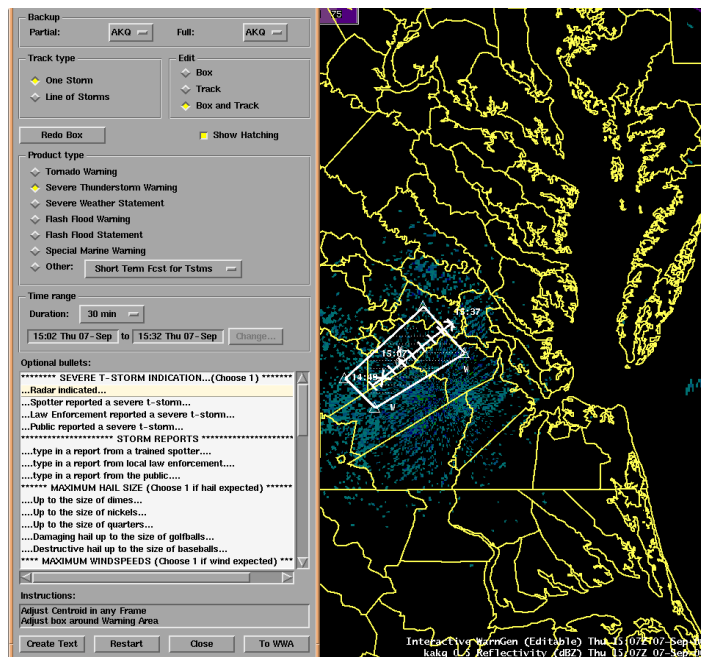 Backup
Partial: AKQ Full: AKQ
Track type
One Storm
Line of Storms
Edit
Box
Track
Box and Track
Redo Box
Show Hatching
Product type
Tornado Warning
Severe Thunderstorm Warning
Severe Weather Statement
Flash Flood Warning
Flash Flood Statement
Special Marine Warning
Other: Short Term Fcst for Tstms
Time range
Duration: 30 min
15:02 Thu 07-Sep to 15:32 Thu 07-Sep Change...
Optional bullets:
******** SEVERE T-STORM INDICATION...(Choose 1) *******
...Radar indicated...
...Spotter reported a severe t-storm...
...Law Enforcement reported a severe t-storm...
...Public reported a severe t-storm...
******************** STORM REPORTS ********************
....type in a report from a trained spotter....
....type in a report from local law enforcement....
....type in a report from the public....
****** MAXIMUM HAIL SIZE (Choose 1 if hail expected) ******
....Up to the size of dimes...
....Up to the size of nickels...
....Up to the size of quarters...
....Damaging hail up to the size of golfballs...
....Destructive hail up to the size of baseballs...
**** MAXIMUM WINDSPEEDS (Choose 1 if wind expected) ***
Instructions:
Adjust Centroid in any Frame
Adjust box around Warning Area
Create Text Restart Close To WWA
75
15:37
15:07
14:48
W
W
Interactive WarnGen (Editable) Thu 15:07Z 07-Sep
kakq 0.5 Reflectivity (dBZ) Thu 15:07Z 07-Sep